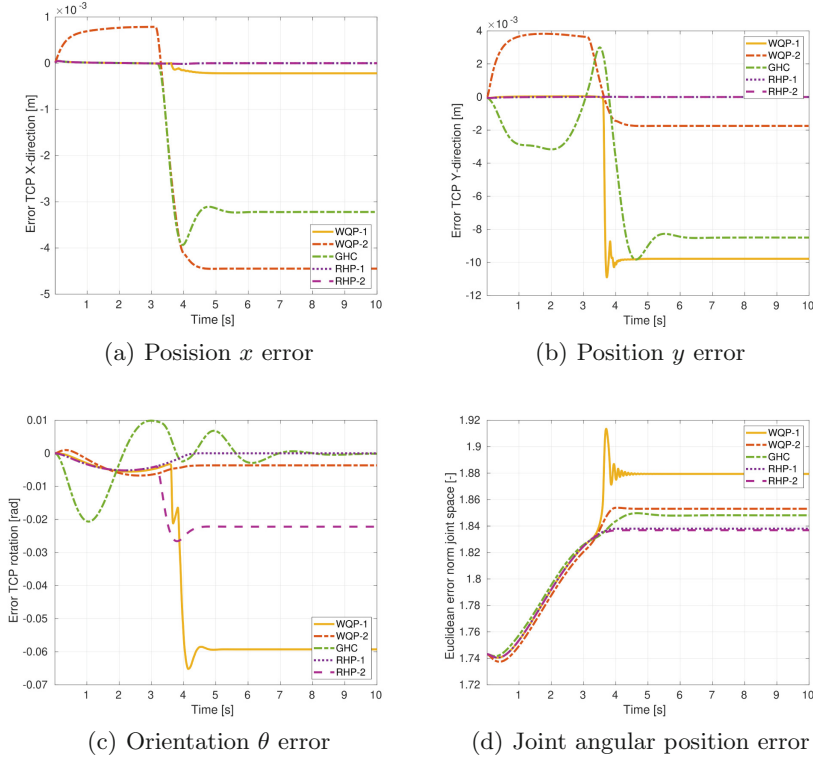 × 10⁻³
1
0
-1
-2
-3
-4
-5
Error TCP X-direction [m]
WQP-1
WQP-2
GHC
RHP-1
RHP-2
1 2 3 4 5 6 7 8 9 10
Time [s]
(a) Posision x error
× 10⁻³
4
2
0
-2
-4
-6
-8
-10
-12
Error TCP Y-direction [m]
WQP-1
WQP-2
GHC
RHP-1
RHP-2
1 2 3 4 5 6 7 8 9 10
Time [s]
(b) Position y error
0.01
0
-0.01
-0.02
-0.03
-0.04
-0.05
-0.06
-0.07
Error TCP rotation [rad]
WQP-1
WQP-2
GHC
RHP-1
RHP-2
1 2 3 4 5 6 7 8 9 10
Time [s]
(c) Orientation θ error
1.92
1.9
1.88
1.86
1.84
1.82
1.8
1.78
1.76
1.74
1.72
Euclidean error norm joint space [-]
WQP-1
WQP-2
GHC
RHP-1
RHP-2
1 2 3 4 5 6 7 8 9 10
Time [s]
(d) Joint angular position error